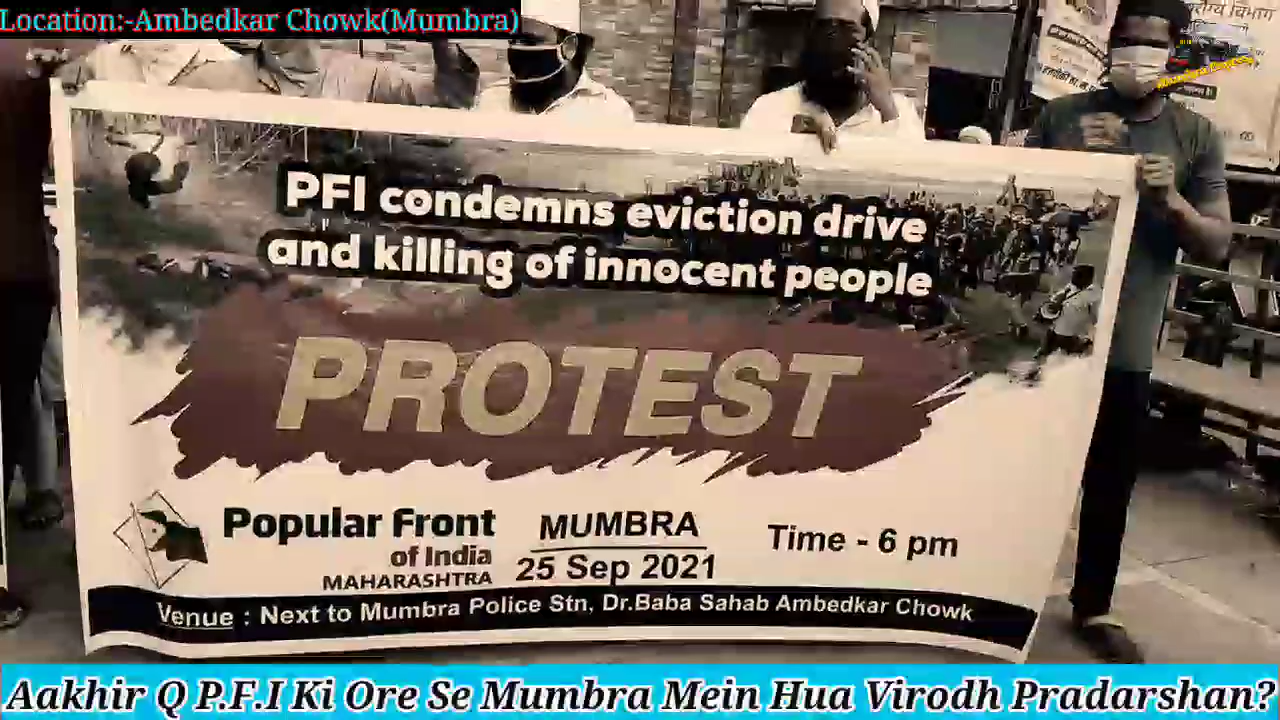 Location:-Ambedkar Chowk(Mumbra)
विभाग
PFI condemns eviction drive
and killing of innocent people
PROTEST
Popular Front
of India
MAHARASHTRA
MUMBRA
25 Sep 2021
Time - 6 pm
Venue : Next to Mumbra Police Stn, Dr.Baba Sahab Ambedkar Chowk
Aakhir Q P.F.I Ki Ore Se Mumbra Mein Hua Virodh Pradarshan?